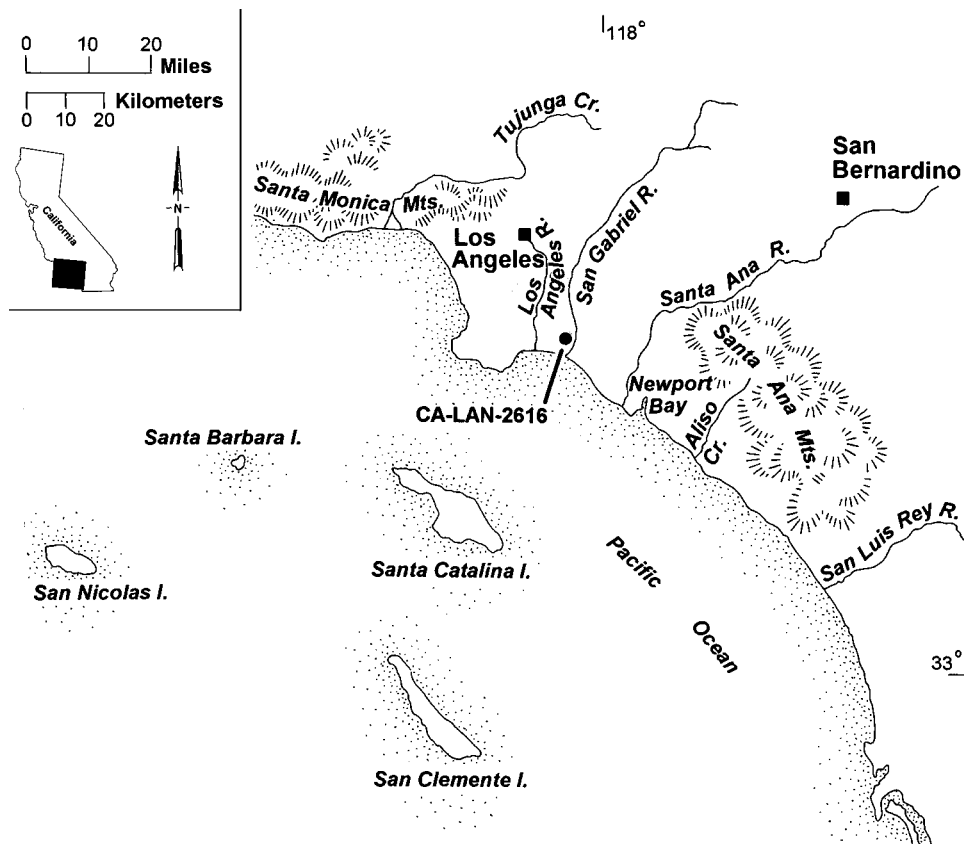 0 10 20
Miles
Kilometers
0 10 20
California
-N-
118°
Tujunga Cr.
Santa Monica Mts.
San
Bernardino
San Gabriel R.
Los
Angeles
Los
Angeles R.
Santa Ana R.
Santa
Ana
Mts.
Newport
Bay
CA-LAN-2616
Aliso
Cr.
Santa Barbara I.
San Luis Rey R.
Santa Catalina I.
San Nicolas I.
Pacific
Ocean
33°
San Clemente I.